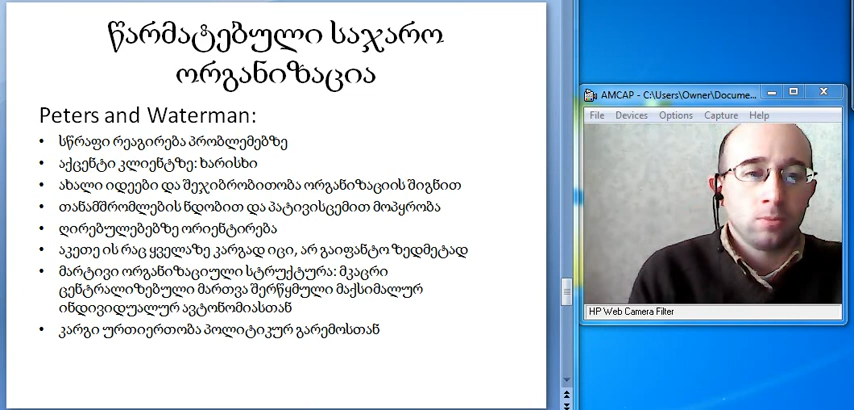 წარმატებული საჯარო
ორგანიზაცია
Peters and Waterman:
• სწრაფი რეაგირება პრობლემებზე
• აქცენტი კლიენტზე: ხარისხი
• ახალი იდეები და შეჯიბრობითობა ორგანიზაციის შიგნით
• თანამშრომლების ნდობით და პატივისცემით მოპყრობა
• ღირებულებებზე ორიენტირება
• აკეთე ის რაც ყველაზე კარგად იცი, არ გაიფანტო ზედმეტად
• მარტივი ორგანიზაციული სტრუქტურა: მკაცრი
ცენტრალიზებული მართვა შერწყმული მაქსიმალურ
ინდივიდუალურ ავტონომიასთან
• კარგი ურთიერთობა პოლიტიკურ გარემოსთან
AMCAP - C:\Users\Owner\Docume...
File Devices Options Capture Help
HP Web Camera Filter